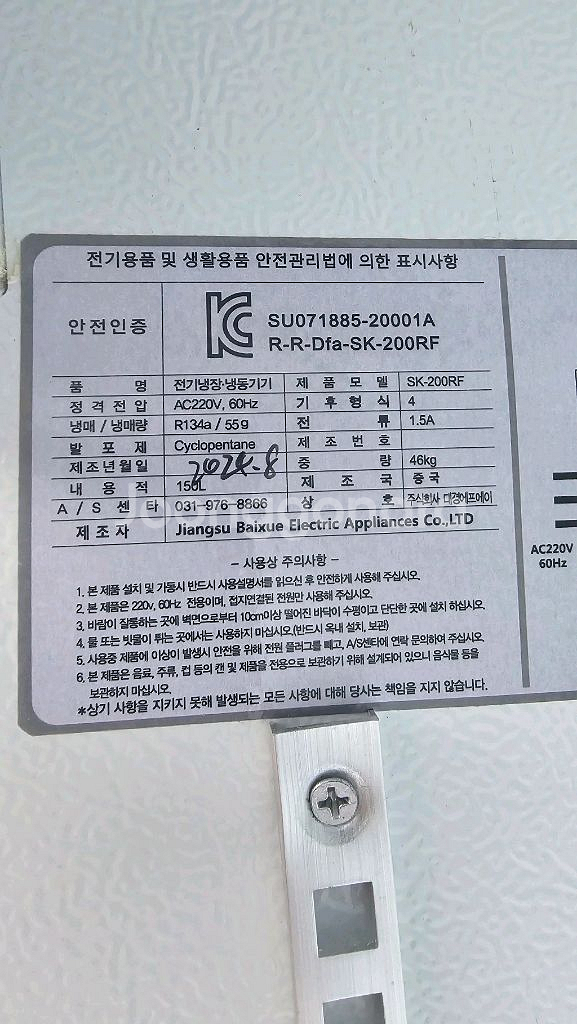 전기용품 및 생활용품 안전관리법에 의한 표시사항
안전인증 SU071885-20001A
R-R-Dfa-SK-200RF
품 명 전기냉장·냉동기기 제 품 모 델 SK-200RF
정 격 전 압 AC220V, 60Hz 기 후 형 식 4
냉매 / 냉매량 R134a / 55g 전 류 1.5A
발 포 제 Cyclopentane 제 조 번 호
제조년월일 2024-8 중 량 46kg
내 용 적 150L 제 조 국 중 국
A / S 센 타 031-976-8866 상 호 주식회사 대경에프에이
제 조 자 Jiangsu Baixue Electric Appliances Co.,LTD
- 사용상 주의사항 -
1. 본 제품 설치 및 가동시 반드시 사용설명서를 읽으신 후 안전하게 사용해 주십시오.
2. 본 제품은 220v, 60Hz 전용이며, 접지연결된 전원만 사용해 주십시오.
3. 바람이 잘통하는 곳에 벽면으로부터 10cm이상 떨어진 바닥이 수평이고 단단한 곳에 설치 하십시오.
4. 물 또는 빗물이 튀는 곳에서는 사용하지 마십시오.(반드시 옥내 설치, 보관)
5. 사용중 제품에 이상이 발생시 안전을 위해 전원 플러그를 빼고, A/S센타에 연락 문의하여 주십시오.
6. 본 제품은 음료, 주류, 컵 등의 캔 및 제품을 전용으로 보관하기 위해 설계되어 있으니 음식물 등을
보관하지 마십시오.
*상기 사항을 지키지 못해 발생되는 모든 사항에 대해 당사는 책임을 지지 않습니다.
AC220V
60Hz